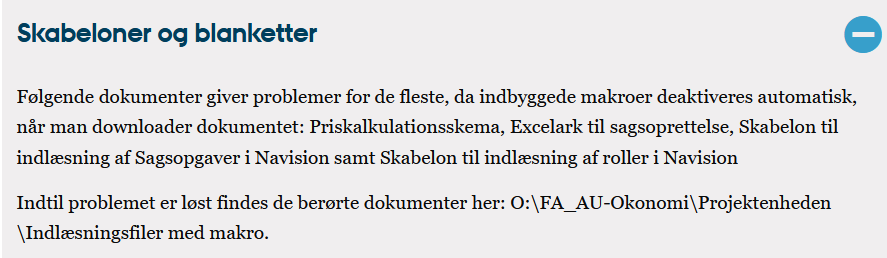 Skabeloner og blanketter
Følgende dokumenter giver problemer for de fleste, da indbyggede makroer deaktiveres automatisk,
når man downloader dokumentet: Priskalkulationsskema, Excelark til sagsoprettelse, Skabelon til
indlæsning af Sagsopgaver i Navision samt Skabelon til indlæsning af roller i Navision
Indtil problemet er løst findes de berørte dokumenter her: O:\FA_AU-Okonomi\Projektenheden
\Indlæsningsfiler med makro.